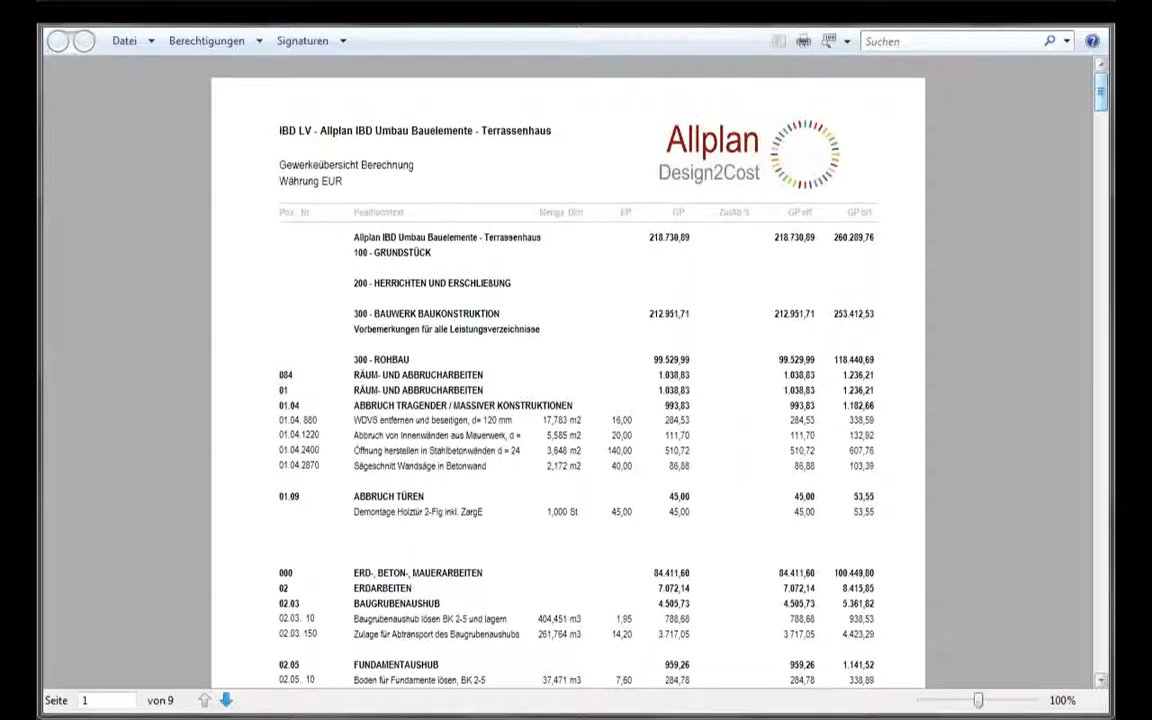 Datei Berechtigungen Signaturen Suchen
IBD LV - Allplan IBD Umbau Bauelemente - Terrassenhaus
Allplan
Design2Cost
Gewerkeübersicht Berechnung
Währung EUR
Pos. Nr Positionstext Menge Dim EP GP Zu/Ab % GP eff GP brt
Allplan IBD Umbau Bauelemente - Terrassenhaus 218.730,89 218.730,89 260.289,76
100 - GRUNDSTÜCK
200 - HERRICHTEN UND ERSCHLIEßUNG
300 - BAUWERK BAUKONSTRUKTION 212.951,71 212.951,71 253.412,53
Vorbemerkungen für alle Leistungsverzeichnisse
300 - ROHBAU 99.529,99 99.529,99 118.440,69
084 RÄUM- UND ABBRUCHARBEITEN 1.038,83 1.038,83 1.236,21
01 RÄUM- UND ABBRUCHARBEITEN 1.038,83 1.038,83 1.236,21
01.04 ABBRUCH TRAGENDER / MASSIVER KONSTRUKTIONEN 993,83 993,83 1.182,66
01.04. 880 WDVS entfernen und beseitigen, d= 120 mm 17,783 m2 16,00 284,53 284,53 338,59
01.04.1220 Abbruch von Innenwänden aus Mauerwerk, d = 5,585 m2 20,00 111,70 111,70 132,92
01.04.2400 Öffnung herstellen in Stahlbetonwänden d = 24 3,648 m2 140,00 510,72 510,72 607,76
01.04.2870 Sägeschnitt Wandsäge in Betonwand 2,172 m2 40,00 86,88 86,88 103,39
01.09 ABBRUCH TÜREN 45,00 45,00 53,55
Demontage Holztür 2-Flg inkl. ZargE 1,000 St 45,00 45,00 45,00 53,55
000 ERD-, BETON-, MAUERARBEITEN 84.411,60 84.411,60 100.449,80
02 ERDARBEITEN 7.072,14 7.072,14 8.415,85
02.03 BAUGRUBENAUSHUB 4.505,73 4.505,73 5.361,82
02.03. 10 Baugrubenaushub lösen BK 2-5 und lagern 404,451 m3 1,95 788,68 788,68 938,53
02.03. 150 Zulage für Abtransport des Baugrubenaushubs 261,764 m3 14,20 3.717,05 3.717,05 4.423,29
02.05 FUNDAMENTAUSHUB 959,26 959,26 1.141,52
02.05. 10 Boden für Fundamente lösen, BK 2-5 37,471 m3 7,60 284,78 284,78 338,89
Seite 1 von 9 100%